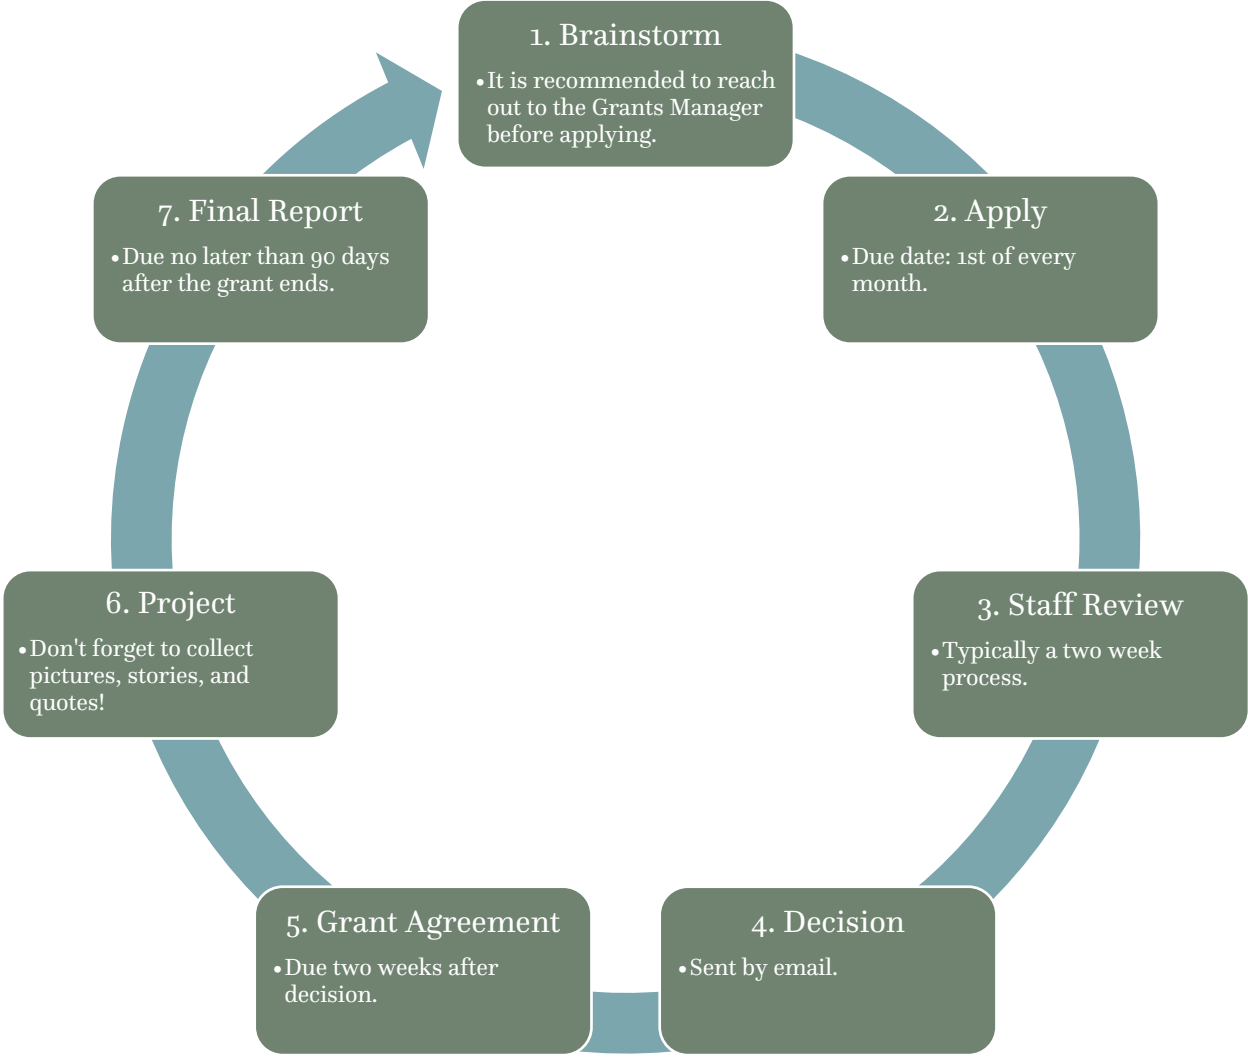 1. Brainstorm
•It is recommended to reach
out to the Grants Manager
before applying.
2. Apply
•Due date: 1st of every
month.
3. Staff Review
•Typically a two week
process.
4. Decision
•Sent by email.
5. Grant Agreement
•Due two weeks after
decision.
6. Project
•Don't forget to collect
pictures, stories, and
quotes!
7. Final Report
•Due no later than 90 days
after the grant ends.